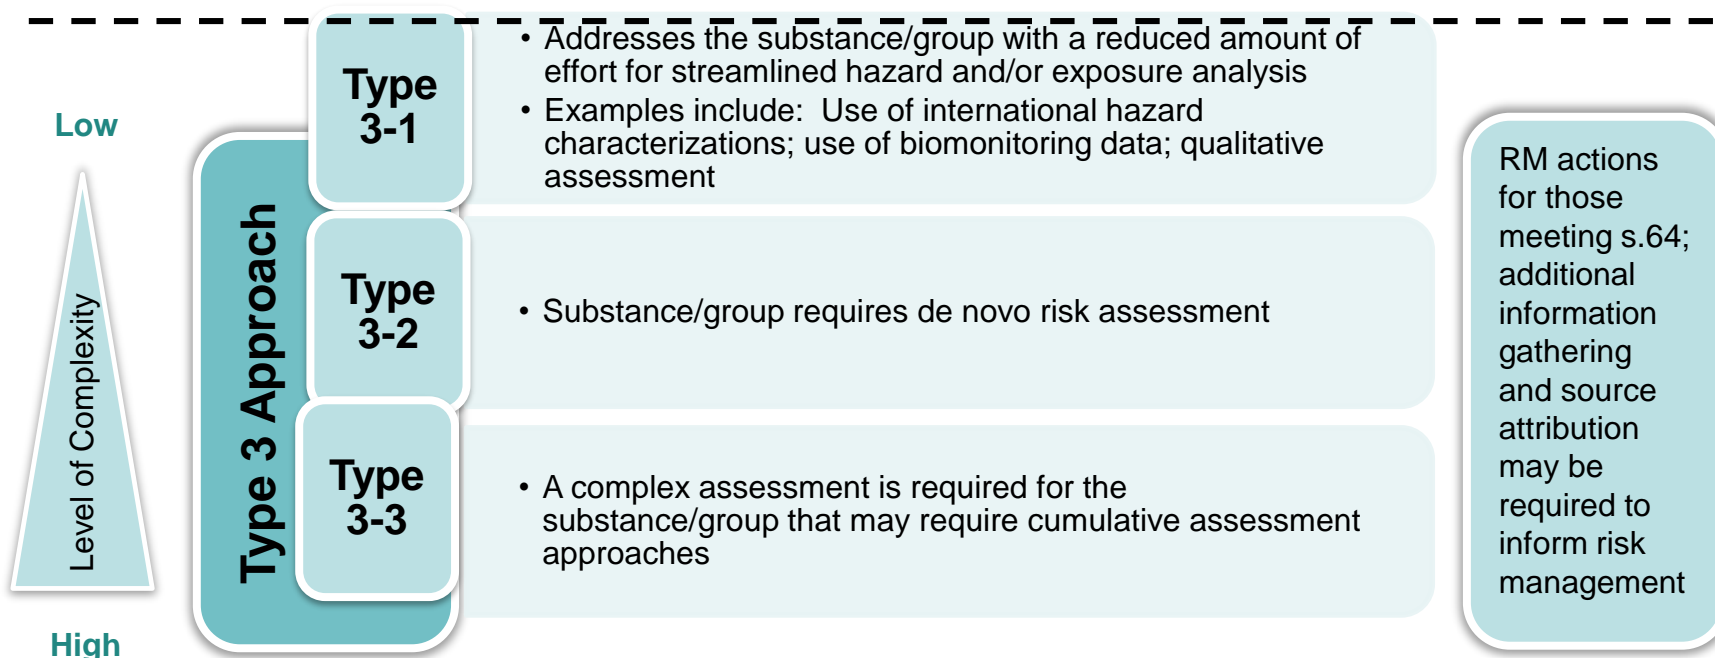 Low
Level of Complexity
High
Type 3 Approach
Type
3-1
• Addresses the substance/group with a reduced amount of
effort for streamlined hazard and/or exposure analysis
• Examples include: Use of international hazard
characterizations; use of biomonitoring data; qualitative
assessment
Type
3-2
• Substance/group requires de novo risk assessment
Type
3-3
• A complex assessment is required for the
substance/group that may require cumulative assessment
approaches
RM actions
for those
meeting s.64;
additional
information
gathering
and source
attribution
may be
required to
inform risk
management